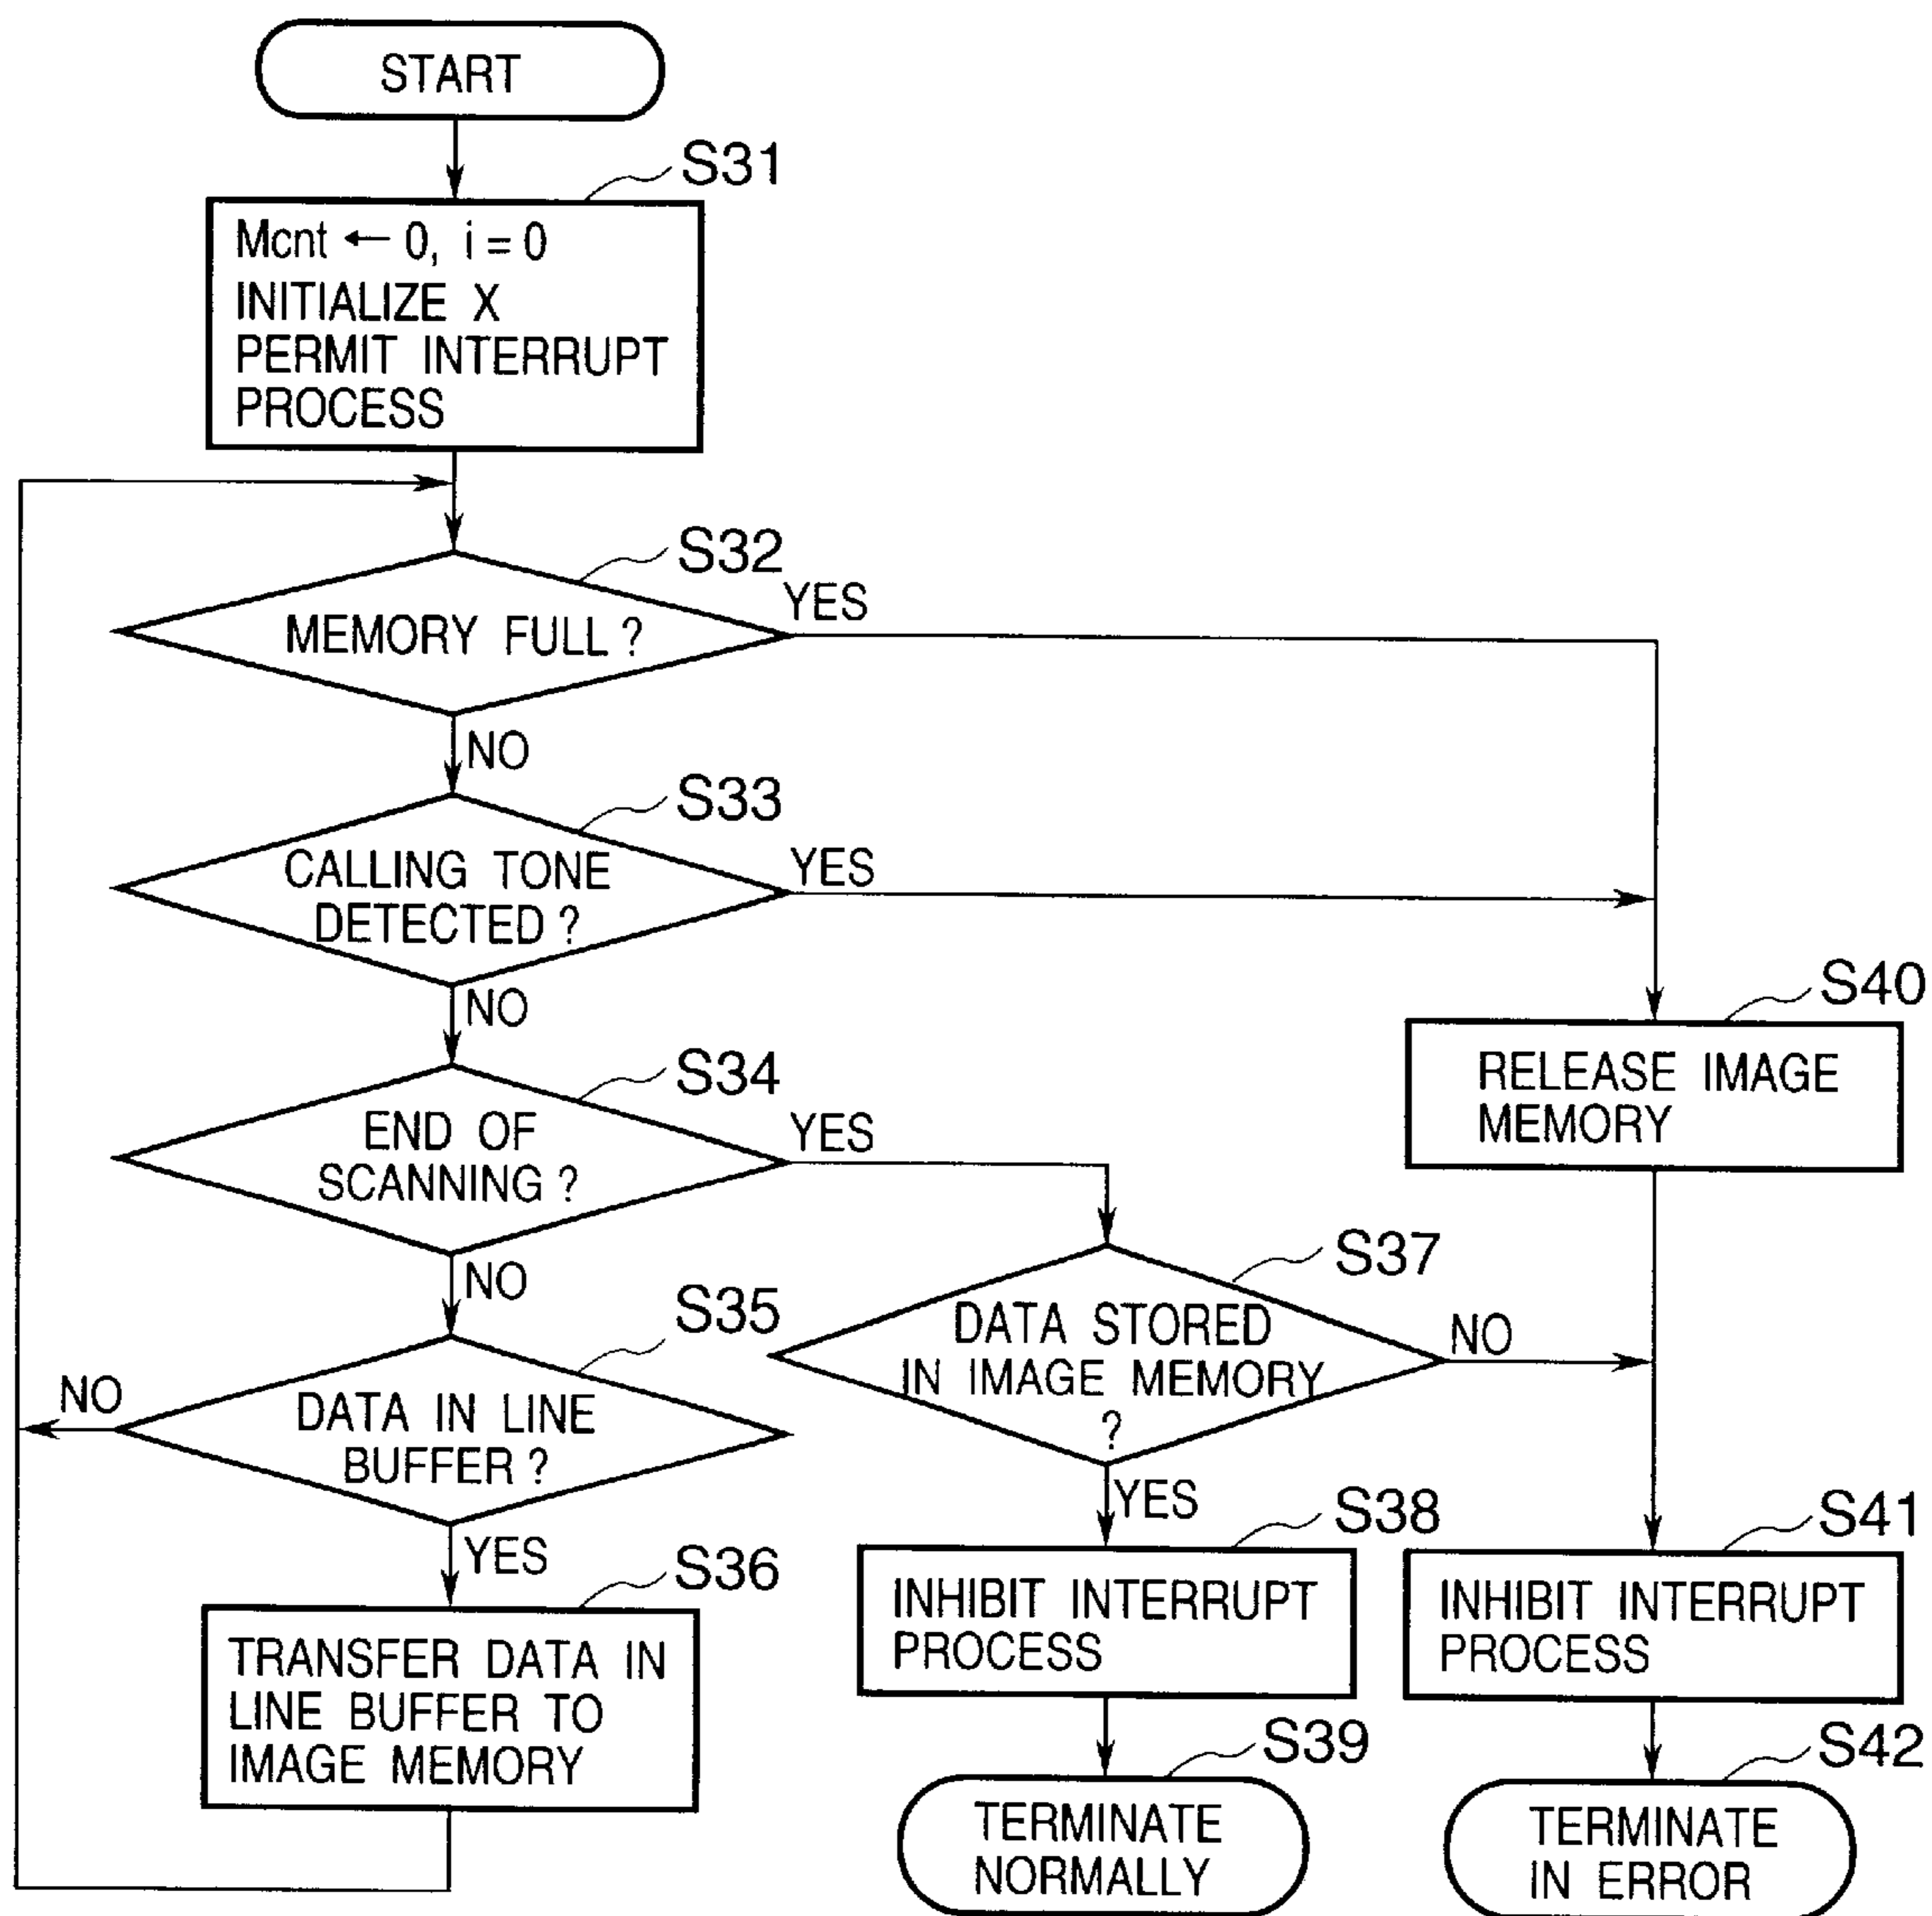 START
S31
Mcnt ← 0, i = 0
INITIALIZE X
PERMIT INTERRUPT
PROCESS
S32
MEMORY FULL ?
YES
NO
S33
CALLING TONE
DETECTED ?
YES
NO
S34
END OF
SCANNING ?
YES
NO
S35
DATA IN LINE
BUFFER ?
NO
YES
S36
TRANSFER DATA IN
LINE BUFFER TO
IMAGE MEMORY
S37
DATA STORED
IN IMAGE MEMORY
?
NO
YES
S38
INHIBIT INTERRUPT
PROCESS
S39
TERMINATE
NORMALLY
S40
RELEASE IMAGE
MEMORY
S41
INHIBIT INTERRUPT
PROCESS
S42
TERMINATE
IN ERROR